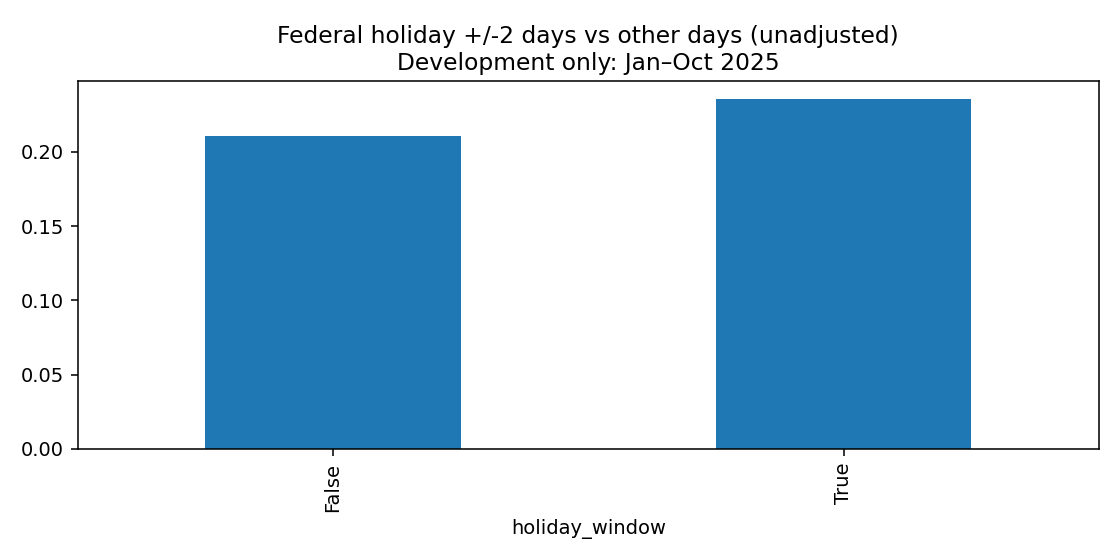 Federal holiday +/-2 days vs other days (unadjusted)
Development only: Jan–Oct 2025
0.20
0.15
0.10
0.05
0.00
False
True
holiday_window